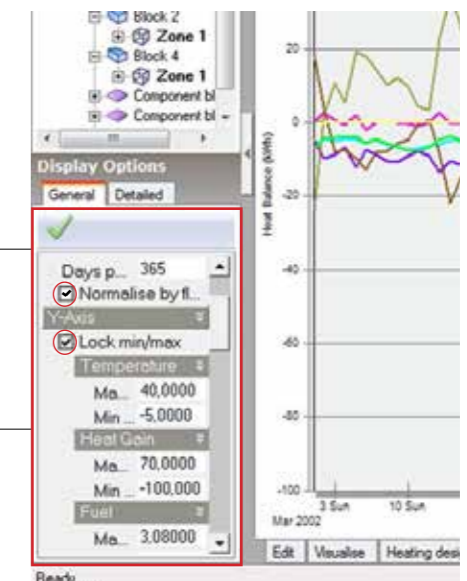 Block 2
Zone 1
Block 4
Zone 1
Component bl
Component bl
Display Options
General Detailed
Days p... 365
Normalise by fl...
Y-Axis
Lock min/max
Temperature
Ma... 40,0000
Min ... -5,0000
Heat Gain
Ma... 70,0000
Min ... -100,000
Fuel
Ma... 3,08000
Heat Balance (kWh)
20
0
-20
-40
-60
-80
-100
3 Sun 10 Sun
Mar 2002
Edit Visualise Heating desi
Ready